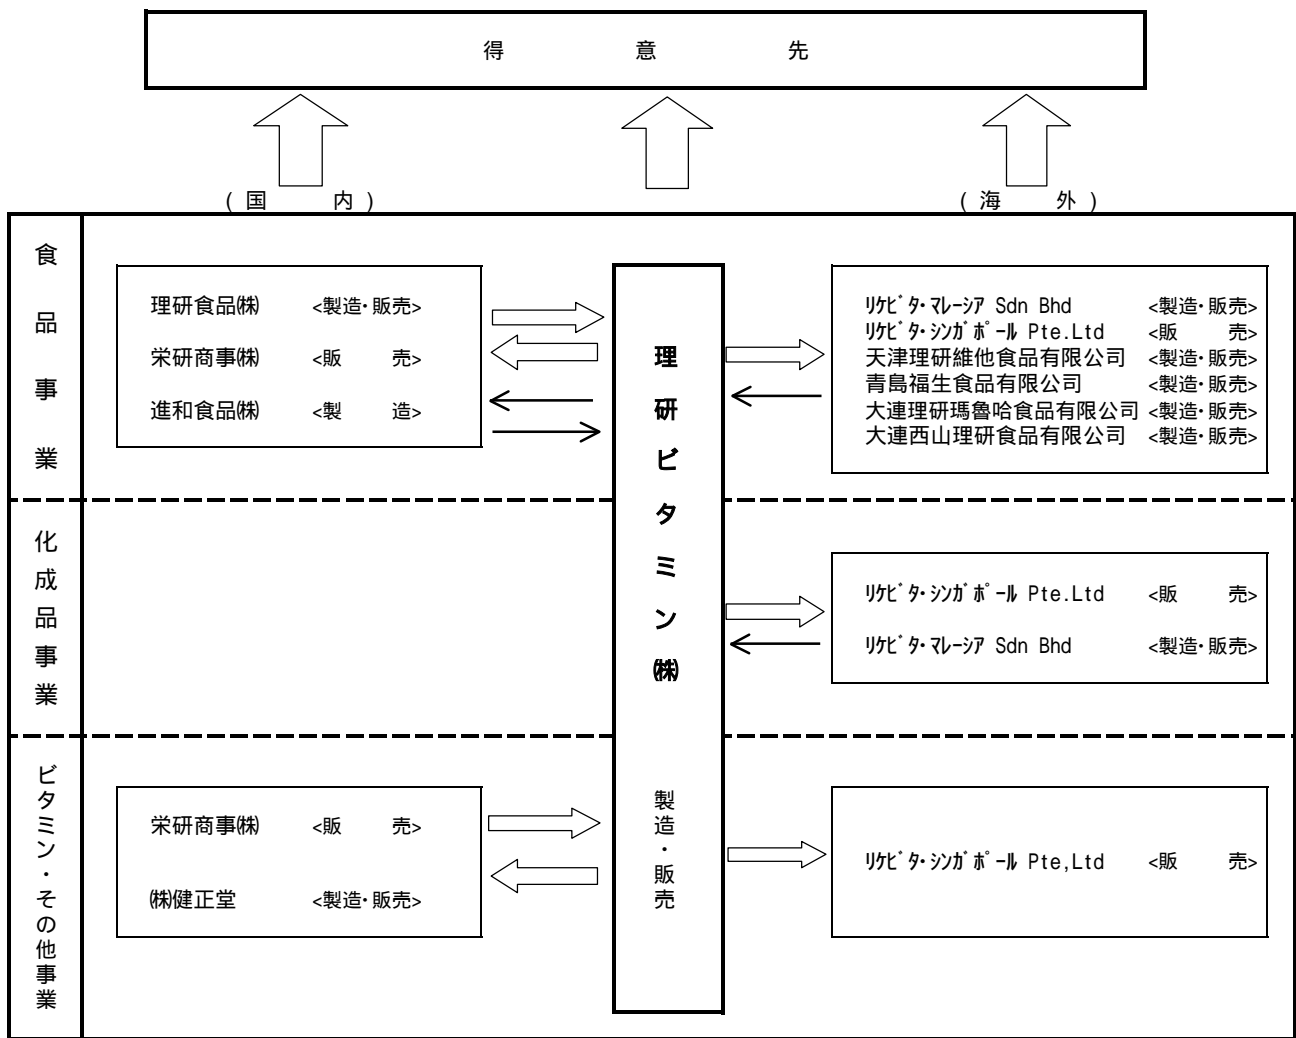 得 意 先
(国 内)
(海 外)
食品事業
理研食品㈱ <製造・販売>
栄研商事㈱ <販 売>
進和食品㈱ <製 造>
理研ビタミン㈱ 製造・販売
ﾘｹﾋﾞﾀ・ﾏﾚｰｼｱ Sdn Bhd <製造・販売>
ﾘｹﾋﾞﾀ・ｼﾝｶﾞﾎﾟｰﾙ Pte.Ltd <販 売>
天津理研維他食品有限公司 <製造・販売>
青島福生食品有限公司 <製造・販売>
大連理研瑪魯哈食品有限公司 <製造・販売>
大連西山理研食品有限公司 <製造・販売>
化成品事業
ﾘｹﾋﾞﾀ・ｼﾝｶﾞﾎﾟｰﾙ Pte.Ltd <販 売>
ﾘｹﾋﾞﾀ・ﾏﾚｰｼｱ Sdn Bhd <製造・販売>
ビタミン・その他事業
栄研商事㈱ <販 売>
㈱健正堂 <製造・販売>
ﾘｹﾋﾞﾀ・ｼﾝｶﾞﾎﾟｰﾙ Pte,Ltd <販 売>